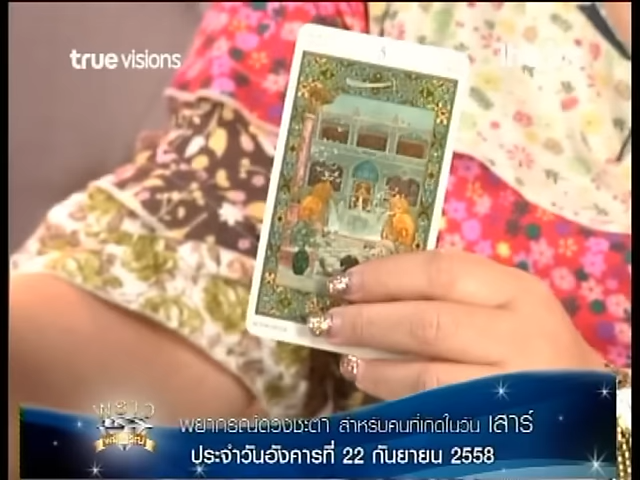 true visions
5
พยากรณ์ดวงชะตา สำหรับคนที่เกิดในวัน เสาร์
ประจำวันอังคารที่ 22 กันยายน 2558